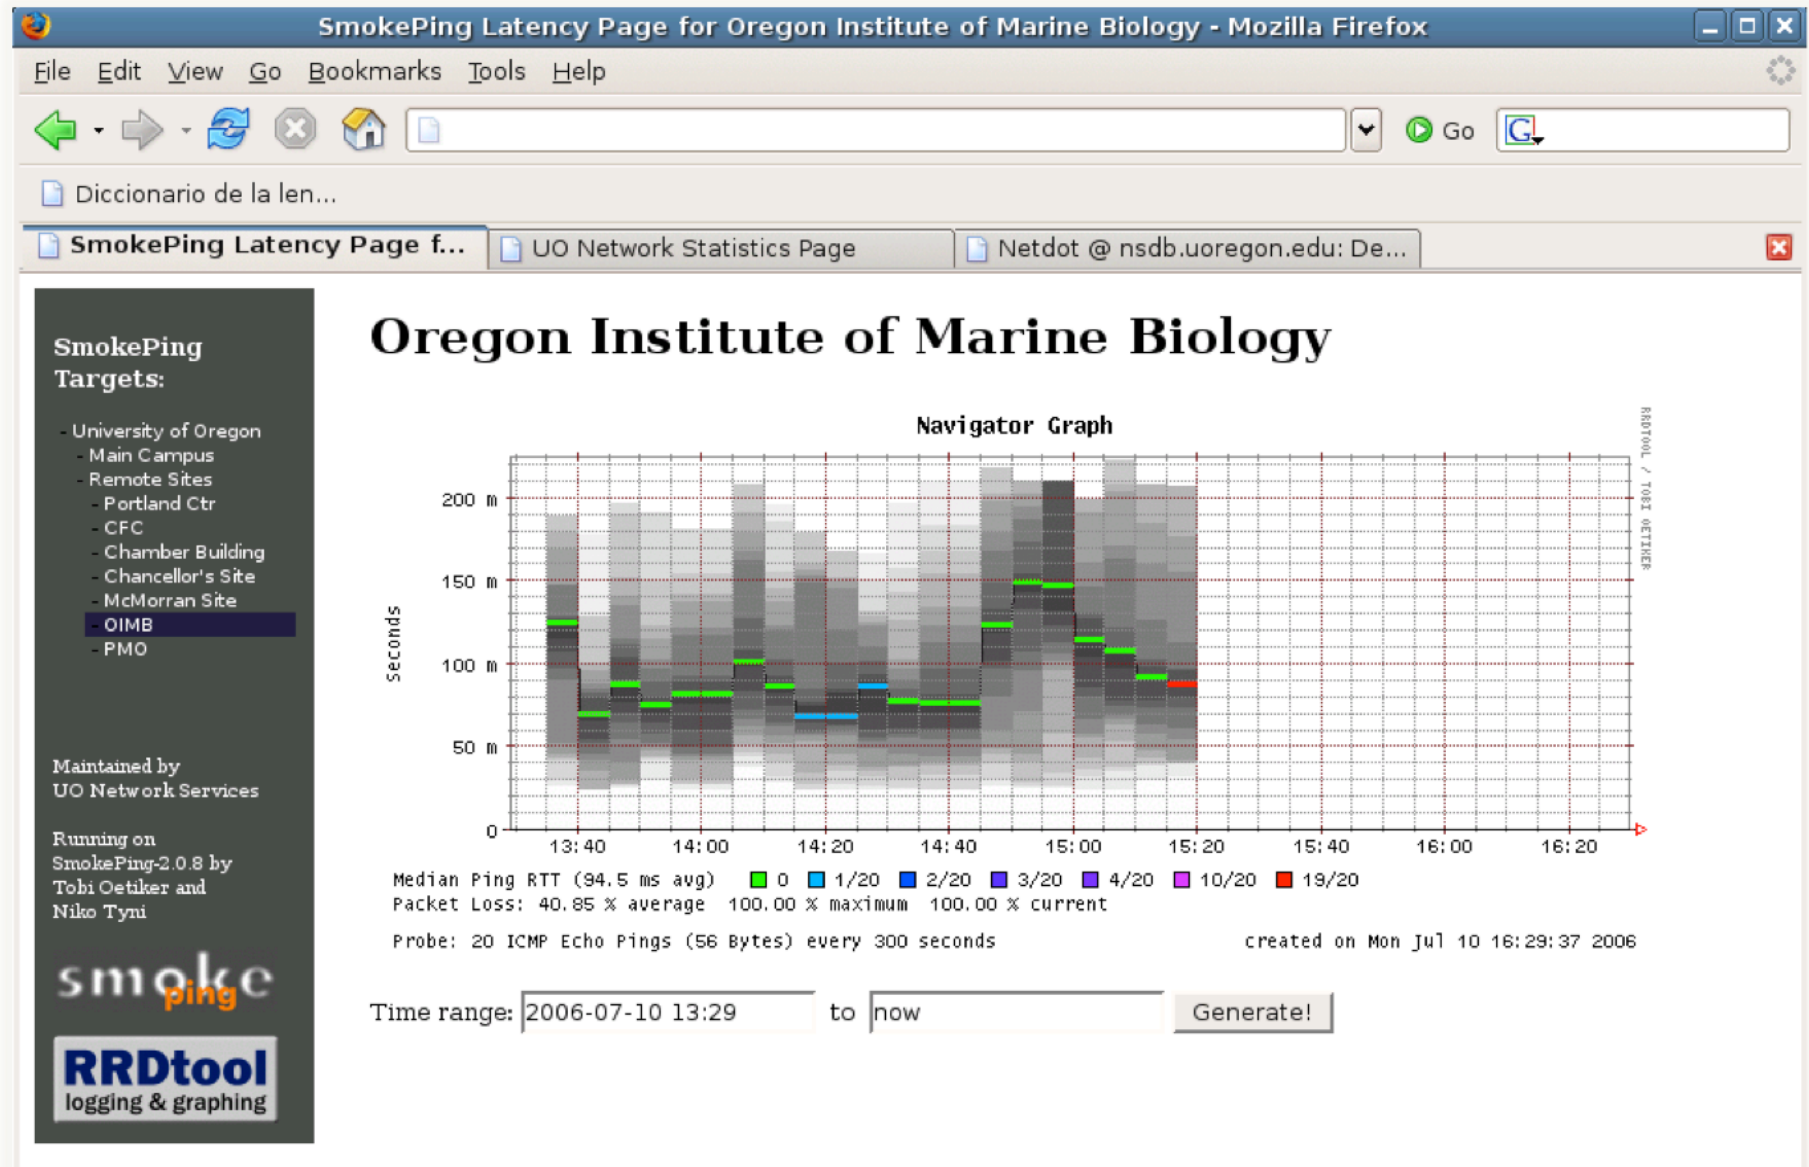 SmokePing Latency Page for Oregon Institute of Marine Biology - Mozilla Firefox
File Edit View Go Bookmarks Tools Help
Go
G
Diccionario de la len...
SmokePing Latency Page f...
UO Network Statistics Page
Netdot @ nsdb.uoregon.edu: De...
SmokePing
Targets:
- University of Oregon
- Main Campus
- Remote Sites
- Portland Ctr
- CFC
- Chamber Building
- Chancellor's Site
- McMorran Site
- OIMB
- PMO
Maintained by
UO Network Services
Running on
SmokePing-2.0.8 by
Tobi Oetiker and
Niko Tyni
smoke
ping
RRDtool
logging & graphing
Oregon Institute of Marine Biology
Navigator Graph
RRDTOOL / TOBI OETIKER
Seconds
200 m
150 m
100 m
50 m
0
13:40 14:00 14:20 14:40 15:00 15:20 15:40 16:00 16:20
Median Ping RTT (94.5 ms avg) 0 1/20 2/20 3/20 4/20 10/20 19/20
Packet Loss: 40.85 % average 100.00 % maximum 100.00 % current
Probe: 20 ICMP Echo Pings (56 Bytes) every 300 seconds created on Mon Jul 10 16:29:37 2006
Time range: 2006-07-10 13:29 to now Generate!